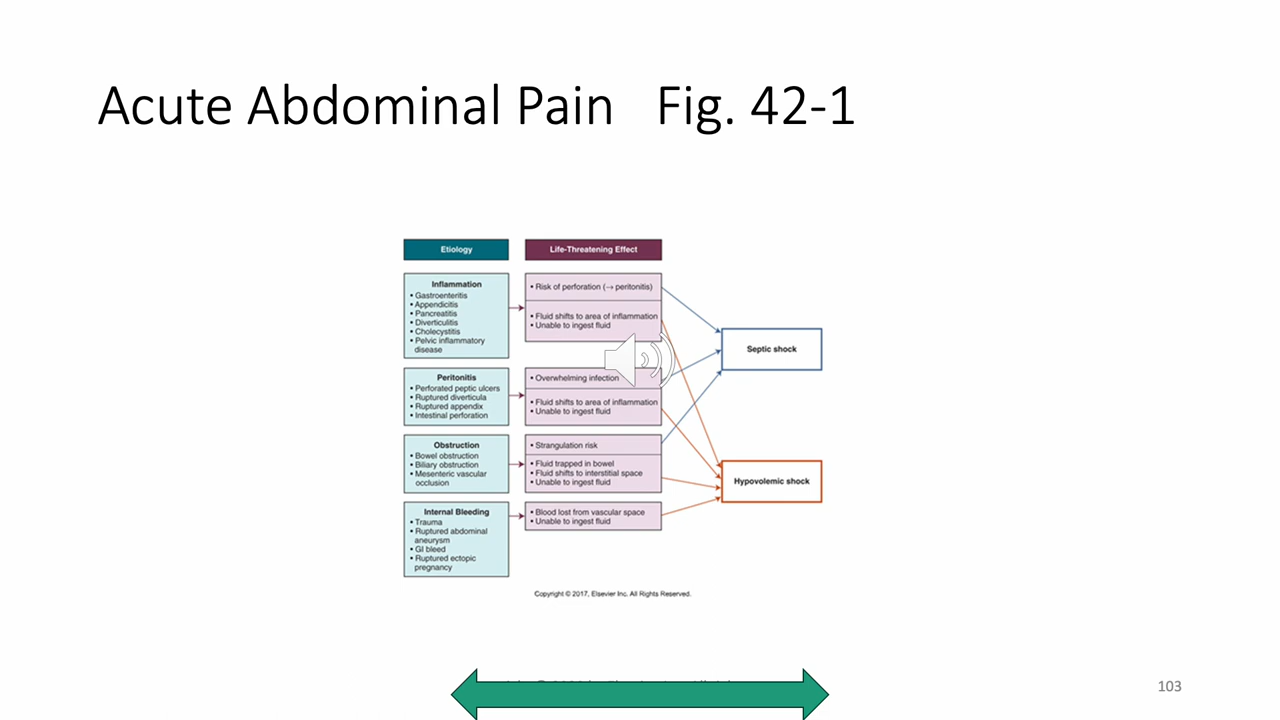 Acute Abdominal Pain Fig. 42-1
Etiology
Life-Threatening Effect
Inflammation
• Gastroenteritis
• Appendicitis
• Pancreatitis
• Diverticulitis
• Cholecystitis
• Pelvic inflammatory
disease
• Risk of perforation (→ peritonitis)
• Fluid shifts to area of inflammation
• Unable to ingest fluid
Septic shock
Peritonitis
• Perforated peptic ulcers
• Ruptured diverticula
• Ruptured appendix
• Intestinal perforation
• Overwhelming infection
• Fluid shifts to area of inflammation
• Unable to ingest fluid
Obstruction
• Bowel obstruction
• Biliary obstruction
• Mesenteric vascular
occlusion
• Strangulation risk
• Fluid trapped in bowel
• Fluid shifts to interstitial space
• Unable to ingest fluid
Hypovolemic shock
Internal Bleeding
• Trauma
• Ruptured abdominal
aneurysm
• GI bleed
• Ruptured ectopic
pregnancy
• Blood lost from vascular space
• Unable to ingest fluid
Copyright © 2017, Elsevier Inc. All Rights Reserved.
103